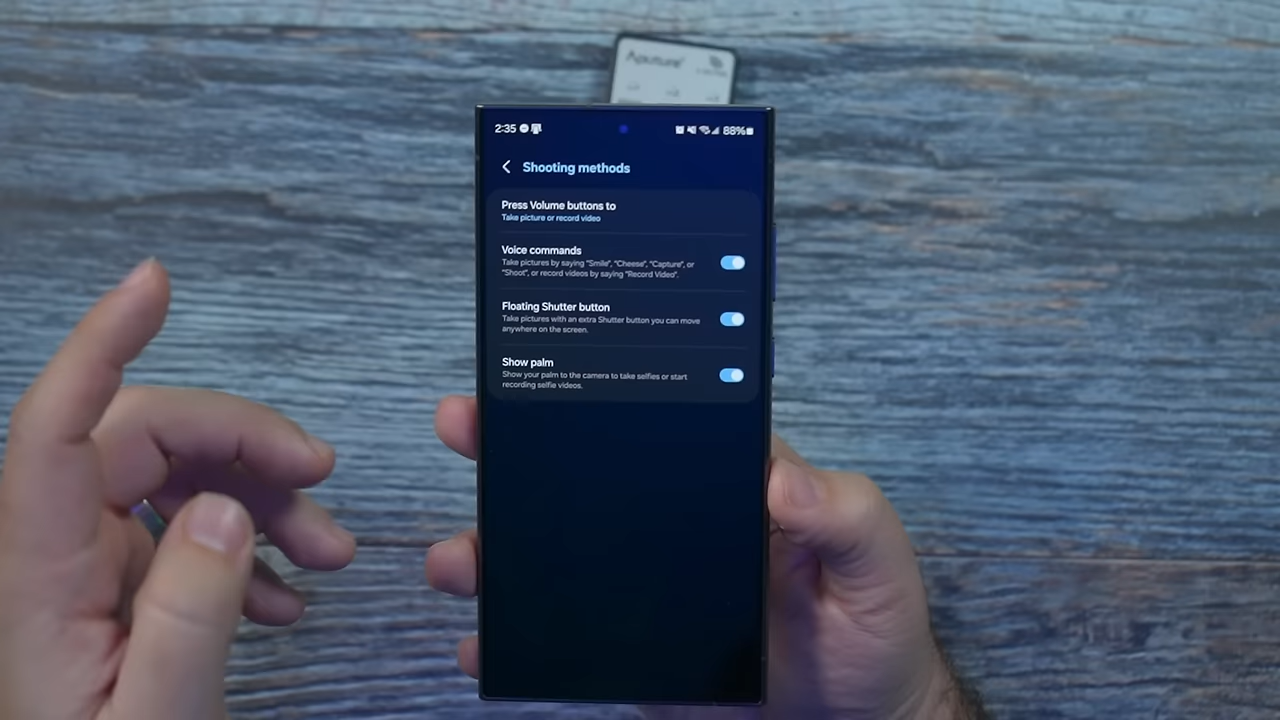 Aputure
2:35
88%
Shooting methods
Press Volume buttons to
Take picture or record video
Voice commands
Take pictures by saying "Smile", "Cheese", "Capture", or
"Shoot", or record videos by saying "Record Video".
Floating Shutter button
Take pictures with an extra Shutter button you can move
anywhere on the screen.
Show palm
Show your palm to the camera to take selfies or start
recording selfie videos.